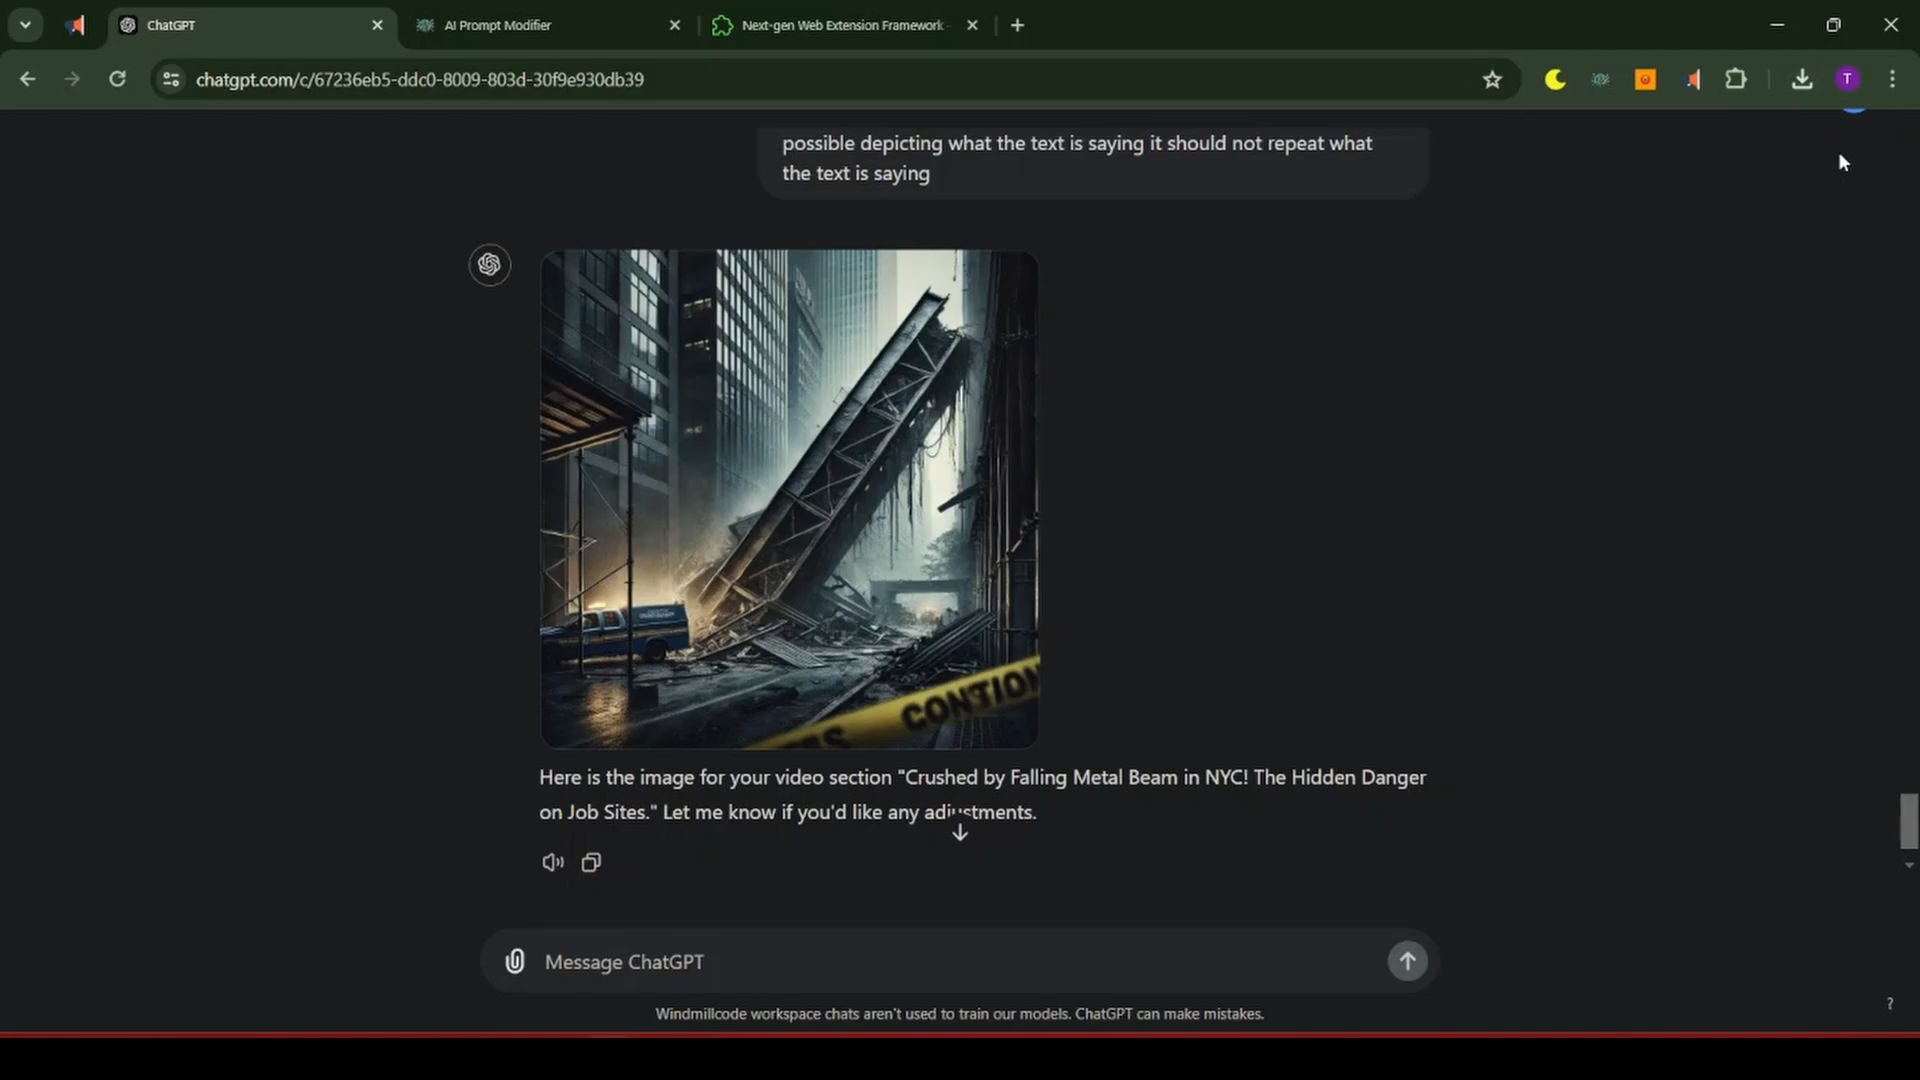 ChatGPT
AI Prompt Modifier
Next-gen Web Extension Framework
chatgpt.com/c/67236eb5-ddc0-8009-803d-30f9e930db39
T
possible depicting what the text is saying it should not repeat what
the text is saying
CONTION
Here is the image for your video section "Crushed by Falling Metal Beam in NYC! The Hidden Danger
on Job Sites." Let me know if you'd like any adjustments.
Message ChatGPT
Windmillcode workspace chats aren't used to train our models. ChatGPT can make mistakes.
?